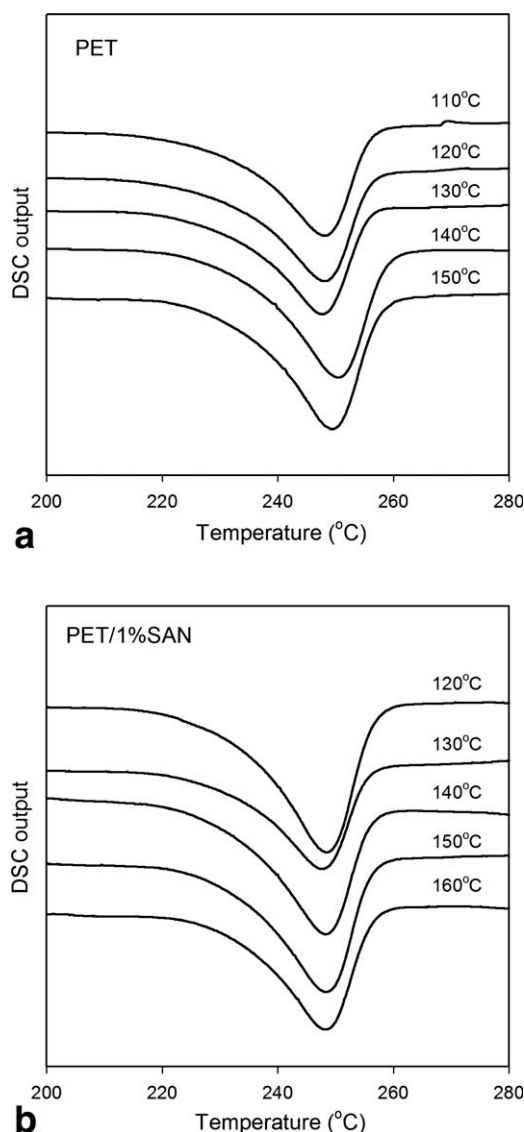 PET
110°C
120°C
130°C
140°C
150°C
DSC output
200 220 240 260 280
Temperature (°C)
a
PET/1%SAN
120°C
130°C
140°C
150°C
160°C
DSC output
200 220 240 260 280
Temperature (°C)
b